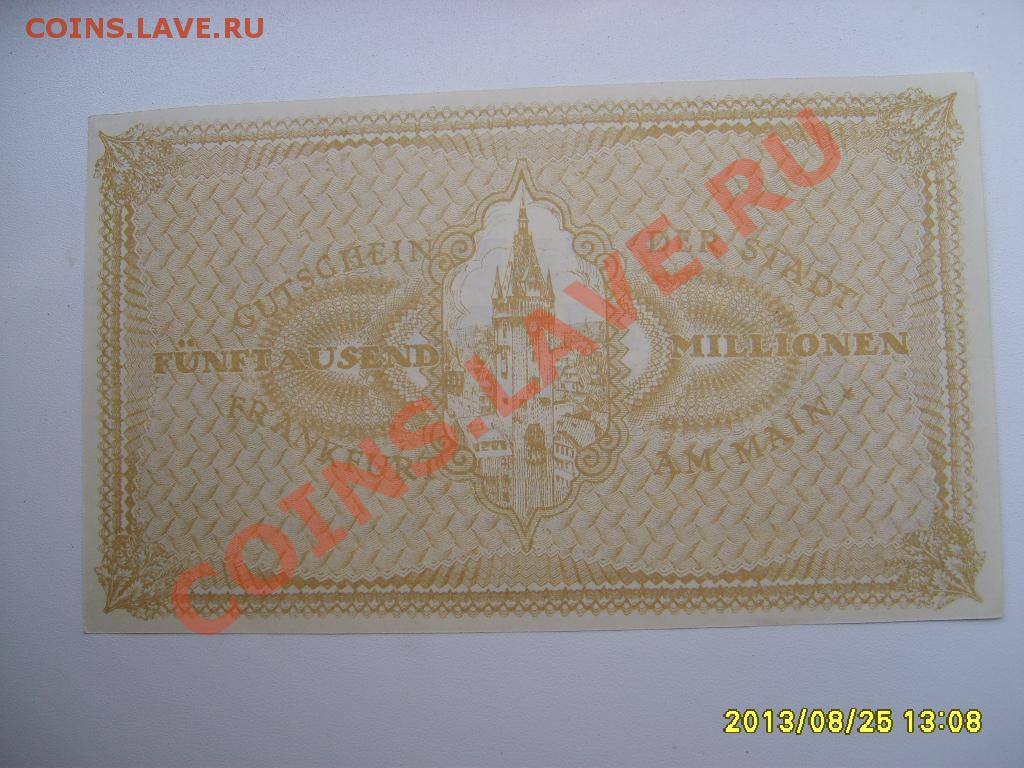 COINS.LAVE.RU
GUTSCHEIN DER STADT
FÜNFTAUSEND MILLIONEN
FRANKFURT AM MAIN *
COINS.LAVE.RU
2013/08/25 13:08